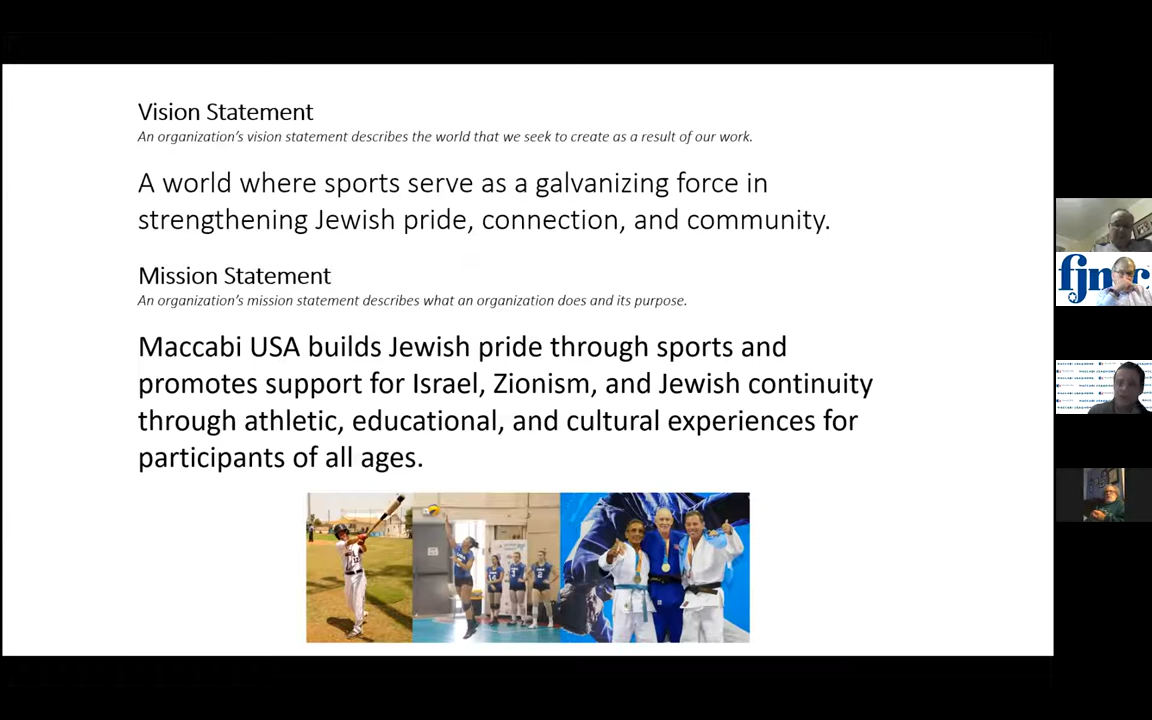 Vision Statement
An organization's vision statement describes the world that we seek to create as a result of our work.
A world where sports serve as a galvanizing force in
strengthening Jewish pride, connection, and community.
Mission Statement
An organization's mission statement describes what an organization does and its purpose.
Maccabi USA builds Jewish pride through sports and
promotes support for Israel, Zionism, and Jewish continuity
through athletic, educational, and cultural experiences for
participants of all ages.